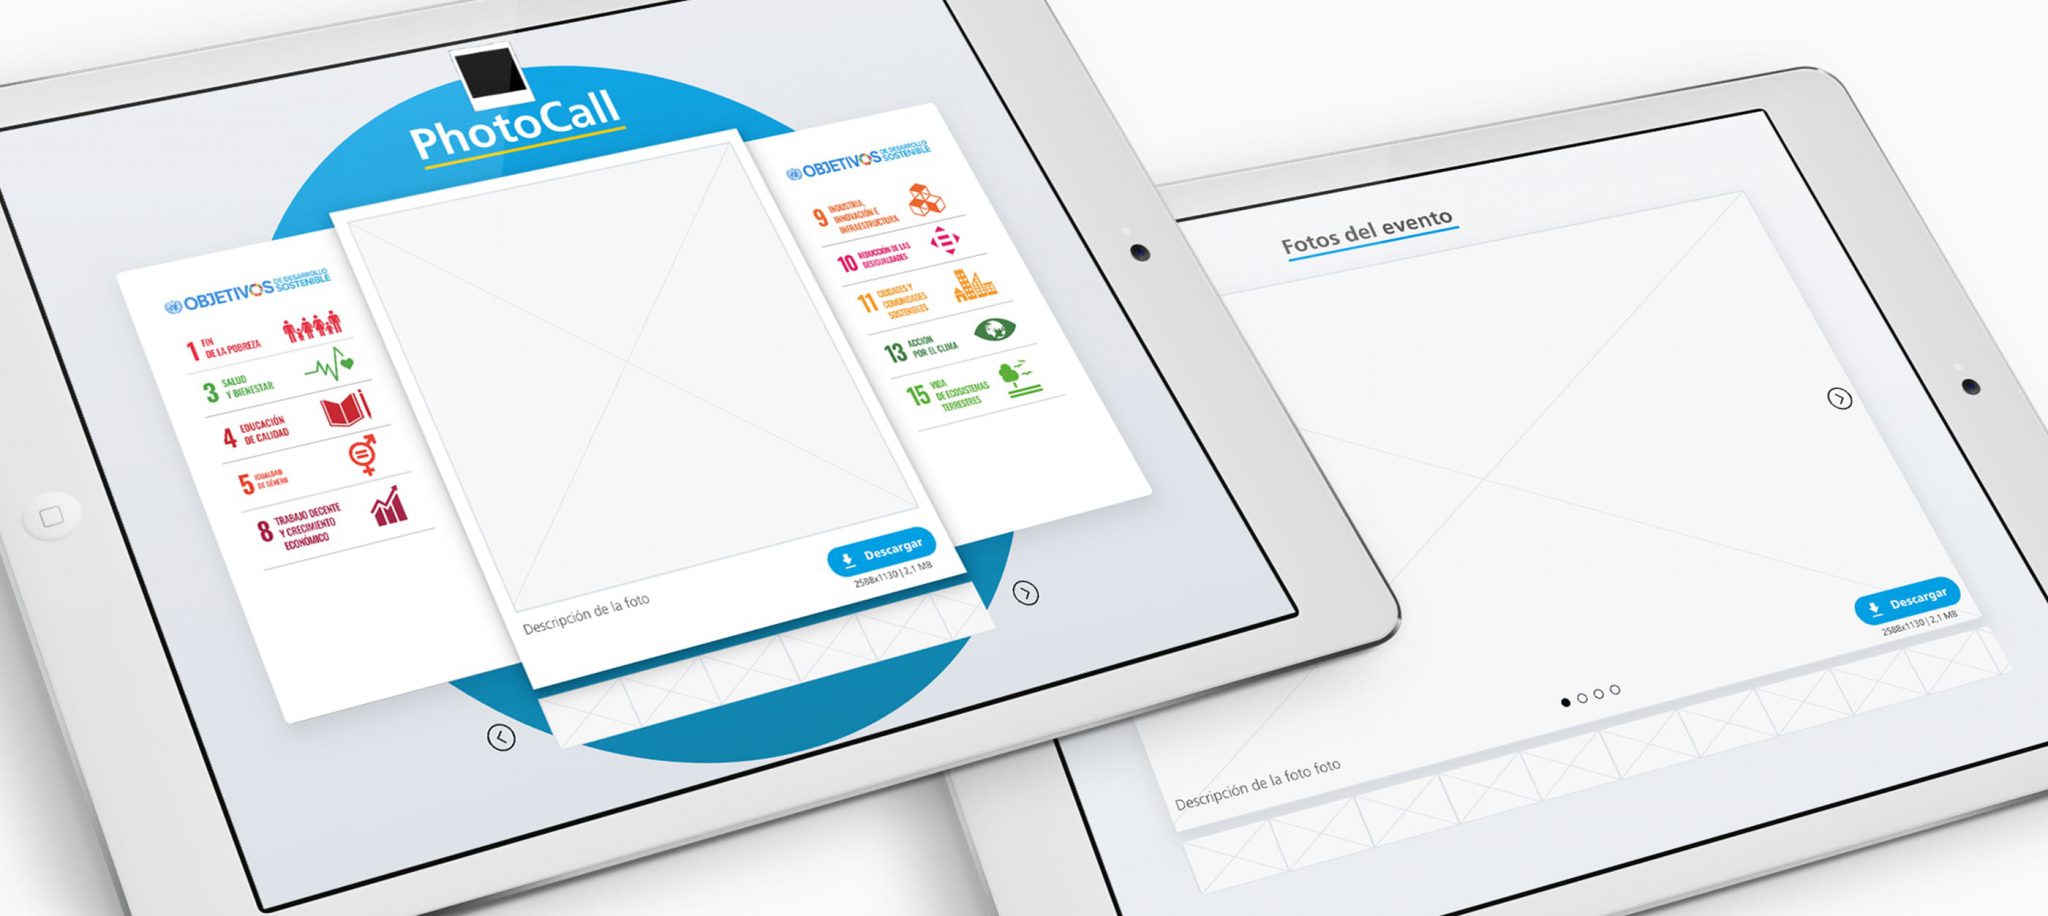 PhotoCall
OBJETIVOS DE DESARROLLO
SOSTENIBLE
1 FIN
DE LA POBREZA
3 SALUD
Y BIENESTAR
4 EDUCACIÓN
DE CALIDAD
5 IGUALDAD
DE GÉNERO
8 TRABAJO DECENTE
Y CRECIMIENTO
ECONÓMICO
Descargar
2588x1130 | 2,1 MB
Descripción de la foto
OBJETIVOS DE DESARROLLO
SOSTENIBLE
9 INDUSTRIA,
INNOVACIÓN E
INFRAESTRUCTURA
10 REDUCCIÓN DE LAS
DESIGUALDADES
11 CIUDADES Y
COMUNIDADES
SOSTENIBLES
13 ACCIÓN
POR EL CLIMA
15 VIDA
DE ECOSISTEMAS
TERRESTRES
Fotos del evento
Descargar
2588x1130 | 2,1 MB
Descripción de la foto foto